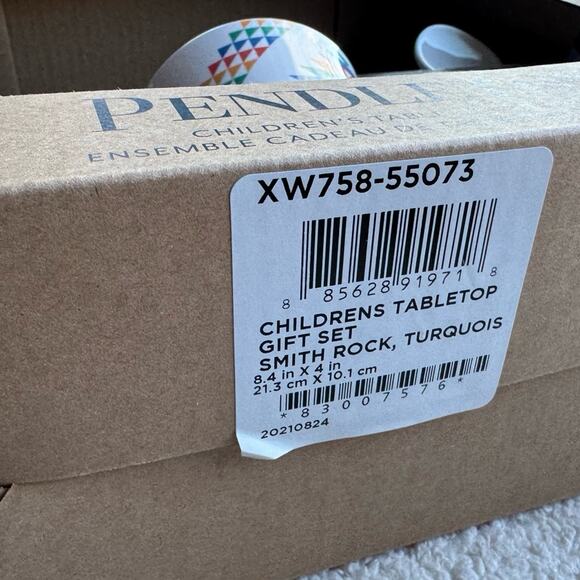 PENDL
CHILDREN'S TABL
ENSEMBLE CADEAU DE
XW758-55073
8 85628 91971 8
CHILDRENS TABLETOP
GIFT SET
SMITH ROCK, TURQUOIS
8.4 in X 4 in
21.3 cm X 10.1 cm
*83007576*
20210824